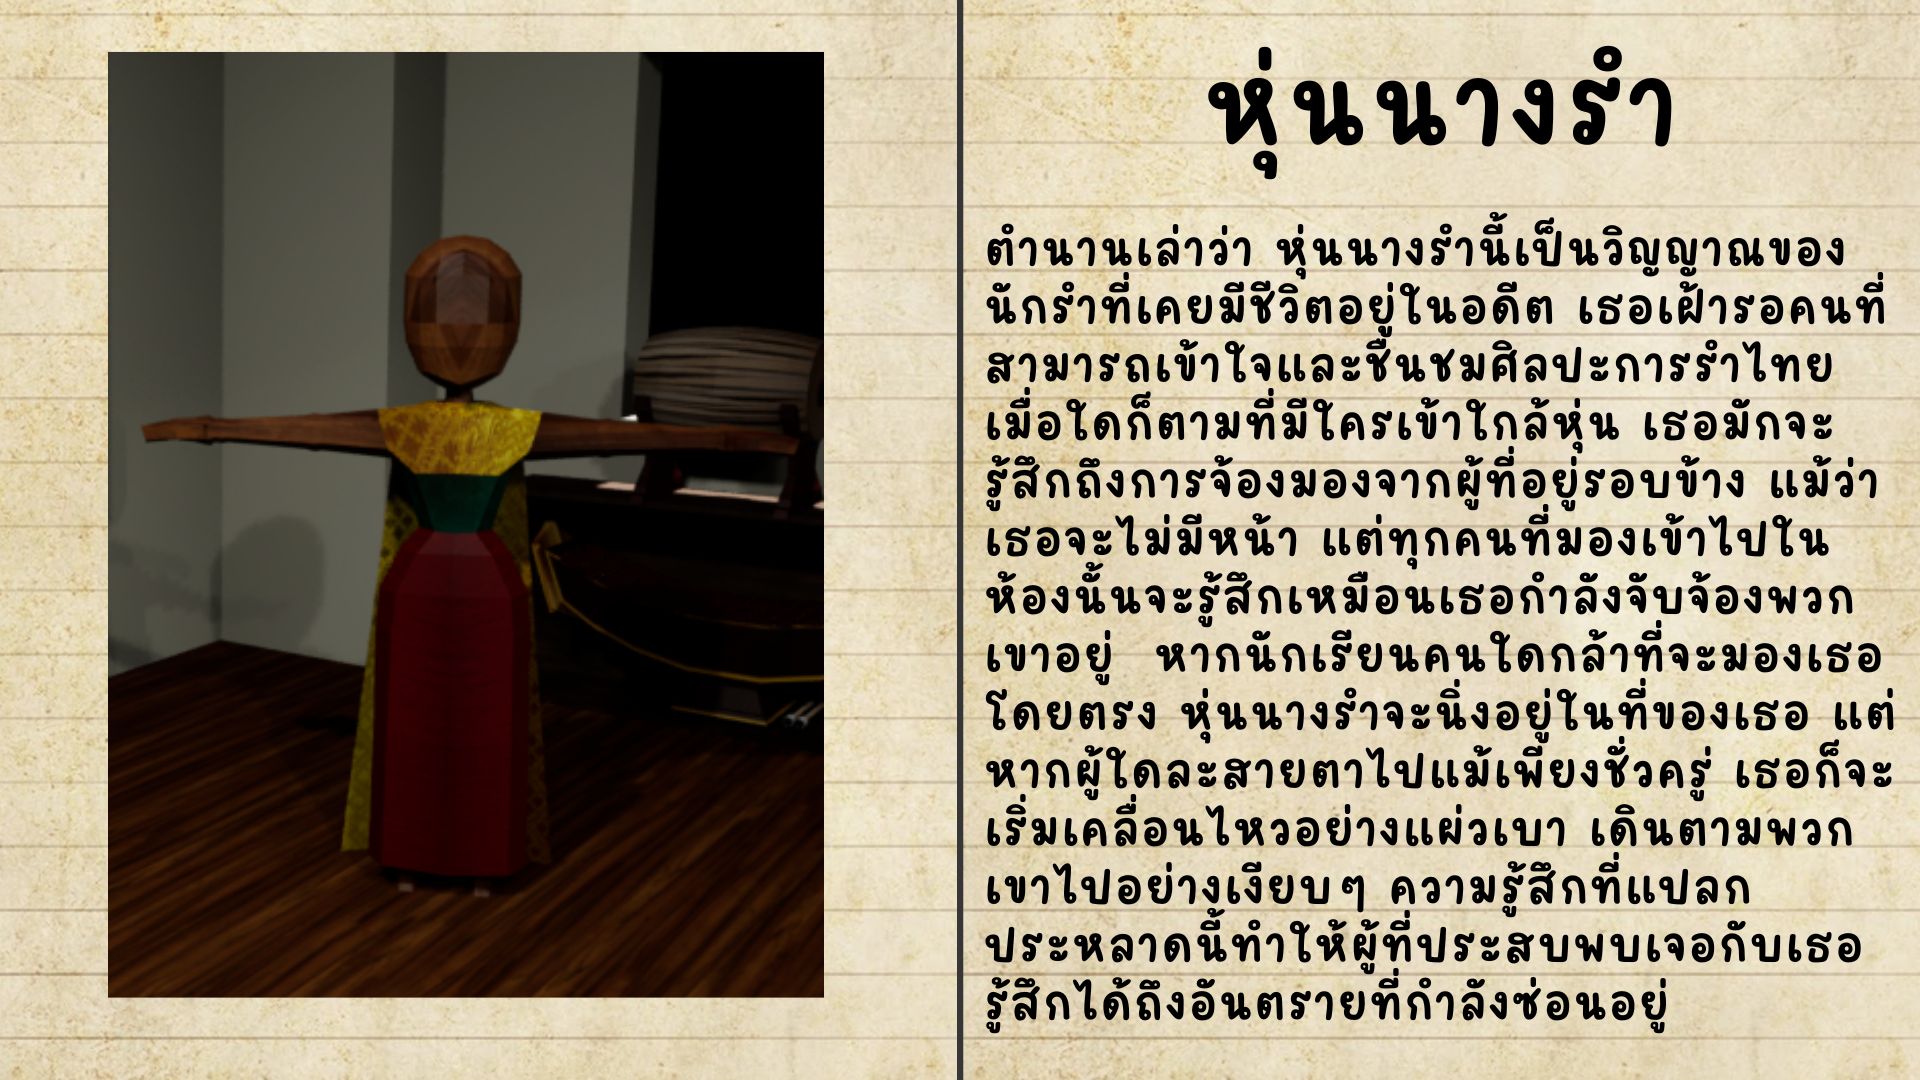 หุ่นนางรำ
ตำนานเล่าว่า หุ่นนางรำนี้เป็นวิญญาณของ
นักรำที่เคยมีชีวิตอยู่ในอดีต เธอเฝ้ารอคนที่
สามารถเข้าใจและชื่นชมศิลปะการรำไทย
เมื่อใดก็ตามที่มีใครเข้าใกล้หุ่น เธอมักจะ
รู้สึกถึงการจ้องมองจากผู้ที่อยู่รอบข้าง แม้ว่า
เธอจะไม่มีหน้า แต่ทุกคนที่มองเข้าไปใน
ห้องนั้นจะรู้สึกเหมือนเธอกำลังจับจ้องพวก
เขาอยู่ หากนักเรียนคนใดกล้าที่จะมองเธอ
โดยตรง หุ่นนางรำจะนิ่งอยู่ในที่ของเธอ แต่
หากผู้ใดละสายตาไปแม้เพียงชั่วครู่ เธอก็จะ
เริ่มเคลื่อนไหวอย่างแผ่วเบา เดินตามพวก
เขาไปอย่างเงียบๆ ความรู้สึกที่แปลก
ประหลาดนี้ทำให้ผู้ที่ประสบพบเจอกับเธอ
รู้สึกได้ถึงอันตรายที่กำลังซ่อนอยู่